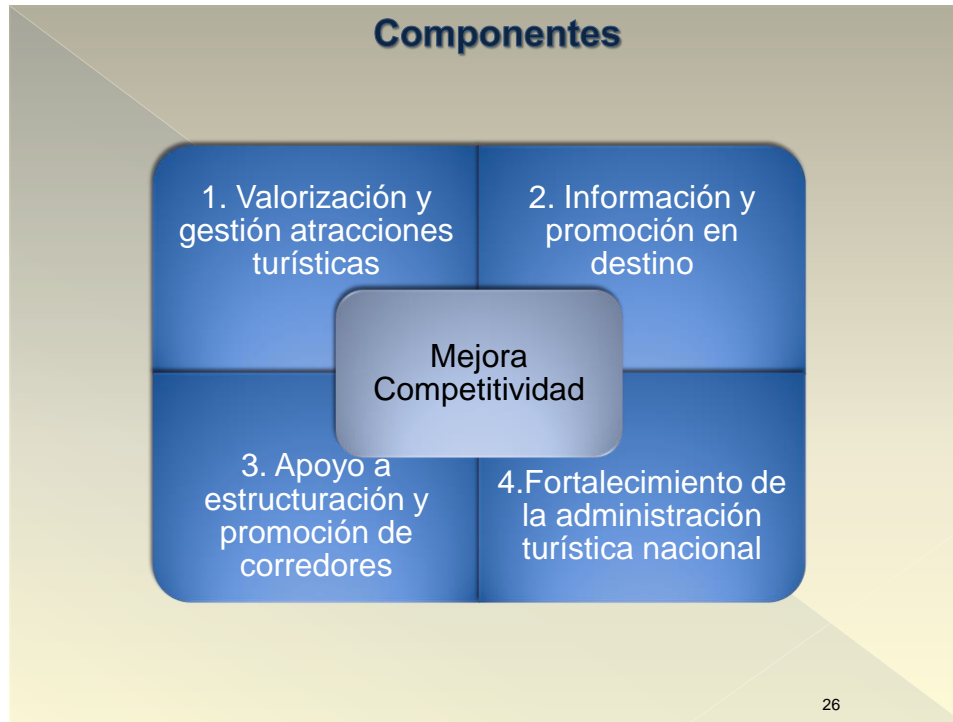 Componentes
1. Valorización y
gestión atracciones
turísticas
2. Información y
promoción en
destino
Mejora
Competitividad
3. Apoyo a
estructuración y
promoción de
corredores
4.Fortalecimiento de
la administración
turística nacional
26